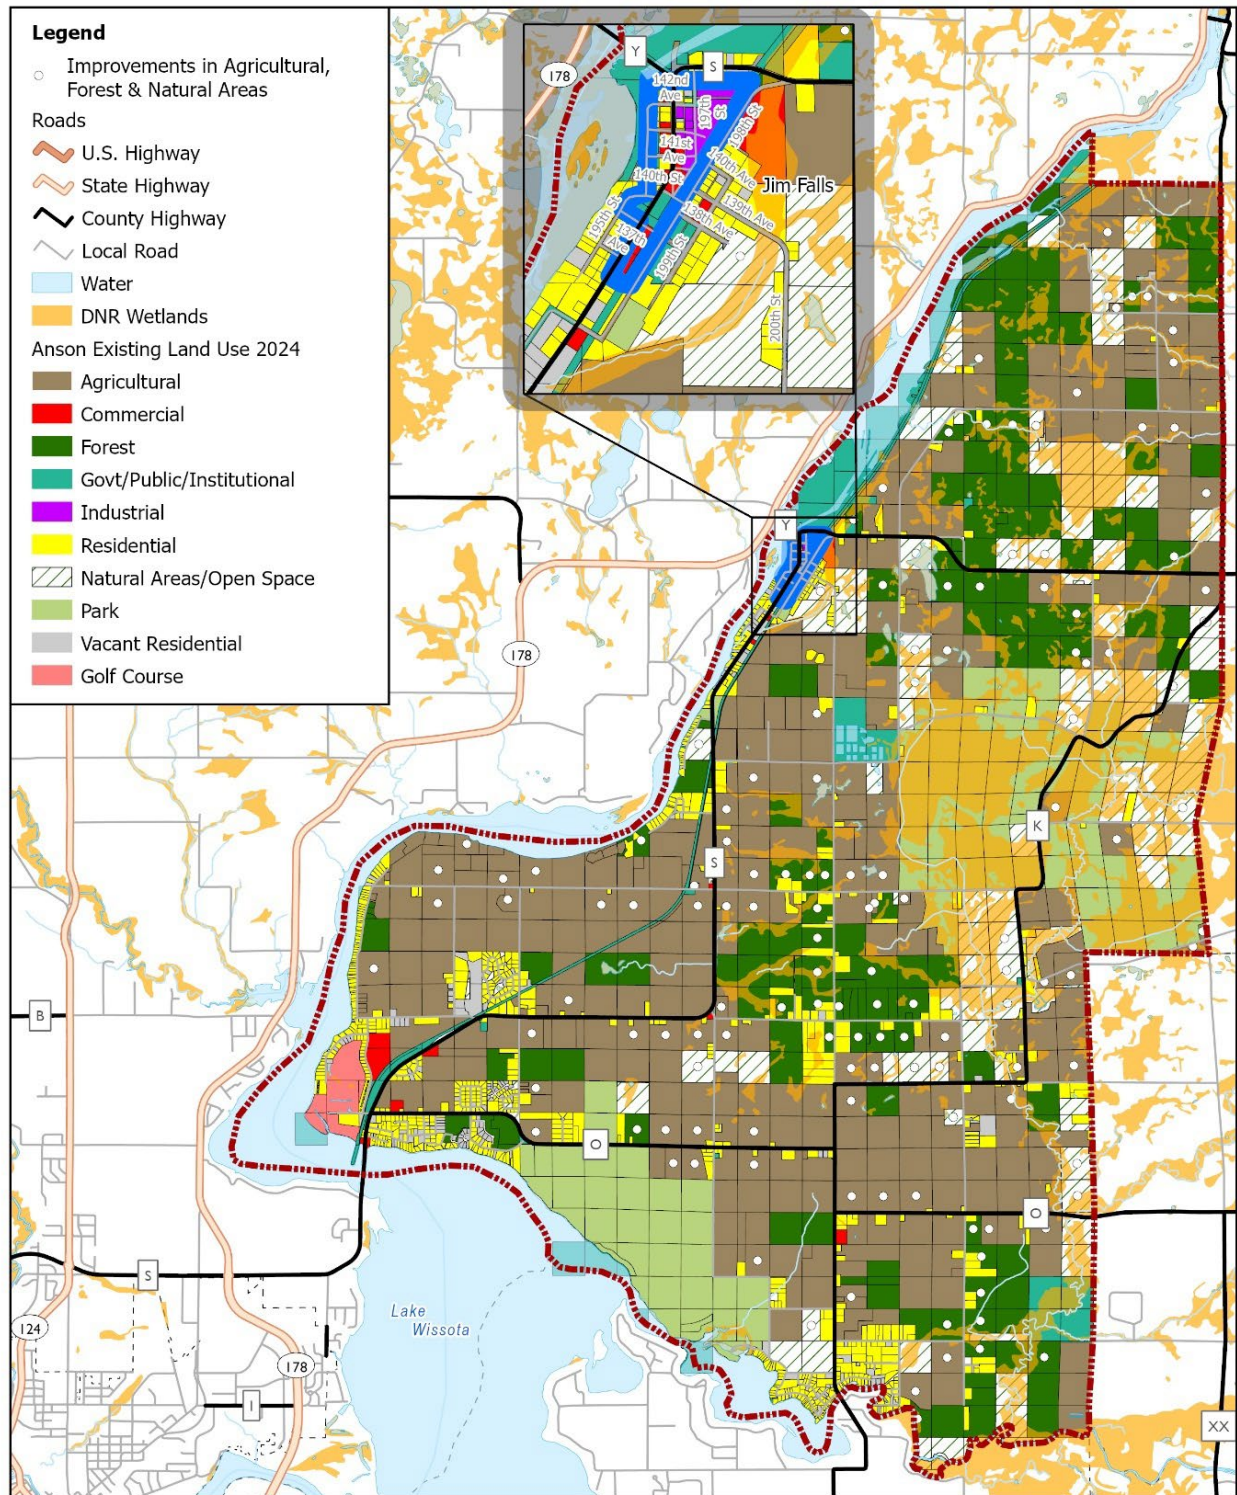 Legend
Improvements in Agricultural,
Forest & Natural Areas
Roads
U.S. Highway
State Highway
County Highway
Local Road
Water
DNR Wetlands
Anson Existing Land Use 2024
Agricultural
Commercial
Forest
Govt/Public/Institutional
Industrial
Residential
Natural Areas/Open Space
Park
Vacant Residential
Golf Course
Y
S
178
142nd
Ave
197th
St
198th St
141st
Ave
140th Ave
140th St
Jim Falls
139th Ave
195th St
138th Ave
137th
Ave
199th St
200th St
Y
178
K
S
B
O
O
S
Lake
Wissota
124
178
I
XX